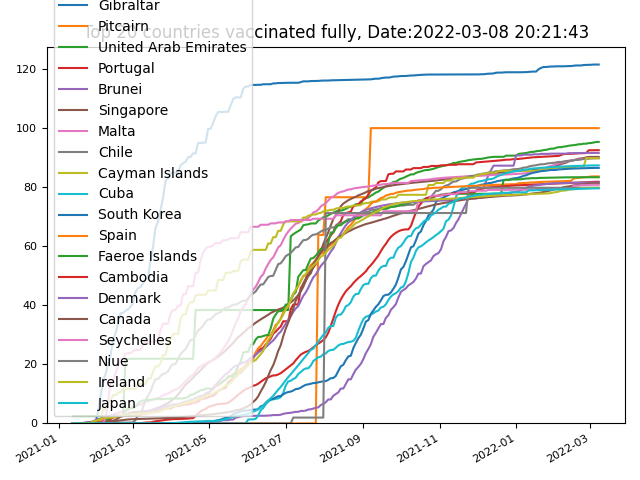 Top 20 countries vaccinated fully, Date:2022-03-08 20:21:43
Gibraltar
Pitcairn
United Arab Emirates
Portugal
Brunei
Singapore
Malta
Chile
Cayman Islands
Cuba
South Korea
Spain
Faeroe Islands
Cambodia
Denmark
Canada
Seychelles
Niue
Ireland
Japan
120
100
80
60
40
20
0
2021-01
2021-03
2021-05
2021-07
2021-09
2021-11
2022-01
2022-03